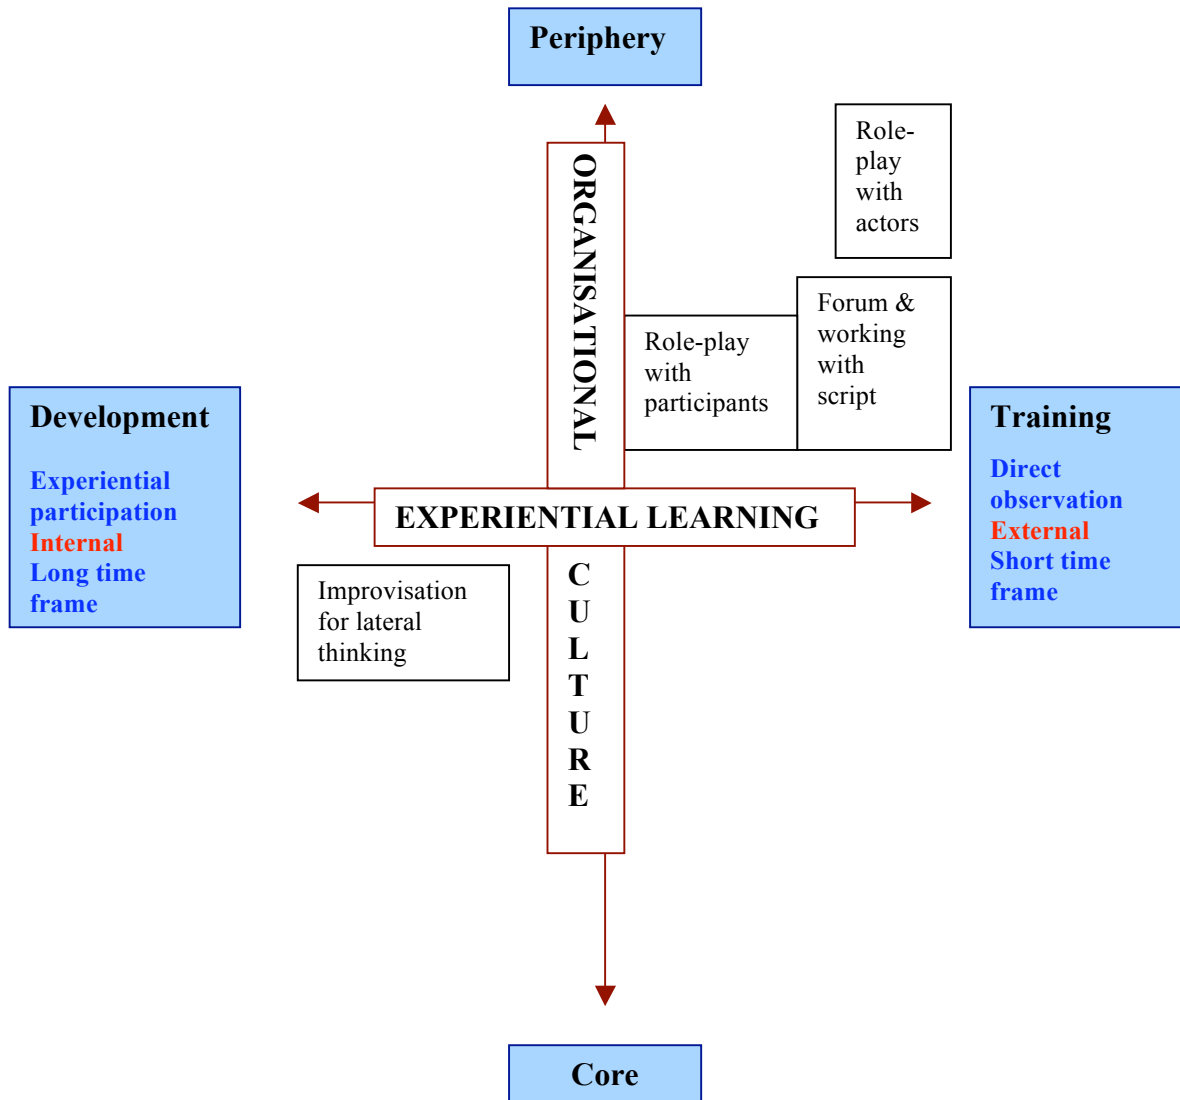 Periphery
Role-
play
with
actors
ORGANISATIONAL
Forum &
working
with
script
Role-play
with
participants
Development
Experiential
participation
Internal
Long time
frame
Training
Direct
observation
External
Short time
frame
EXPERIENTIAL LEARNING
CULTURE
Improvisation
for lateral
thinking
Core